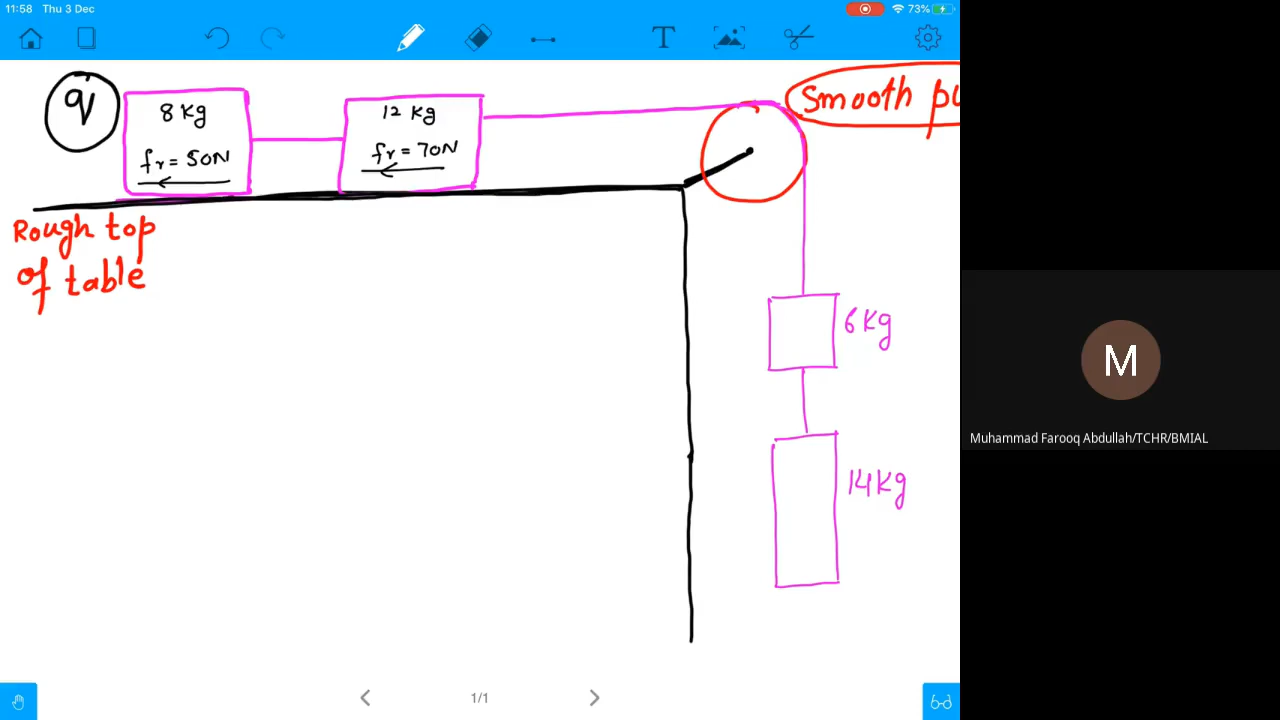 11:58 Thu 3 Dec
73%
T
q
8 Kg
fr = 50N
12 Kg
fr = 70N
Smooth
Rough top
of table
6 Kg
14 Kg
1/1
M
Muhammad Farooq Abdullah/TCHR/BMIAL